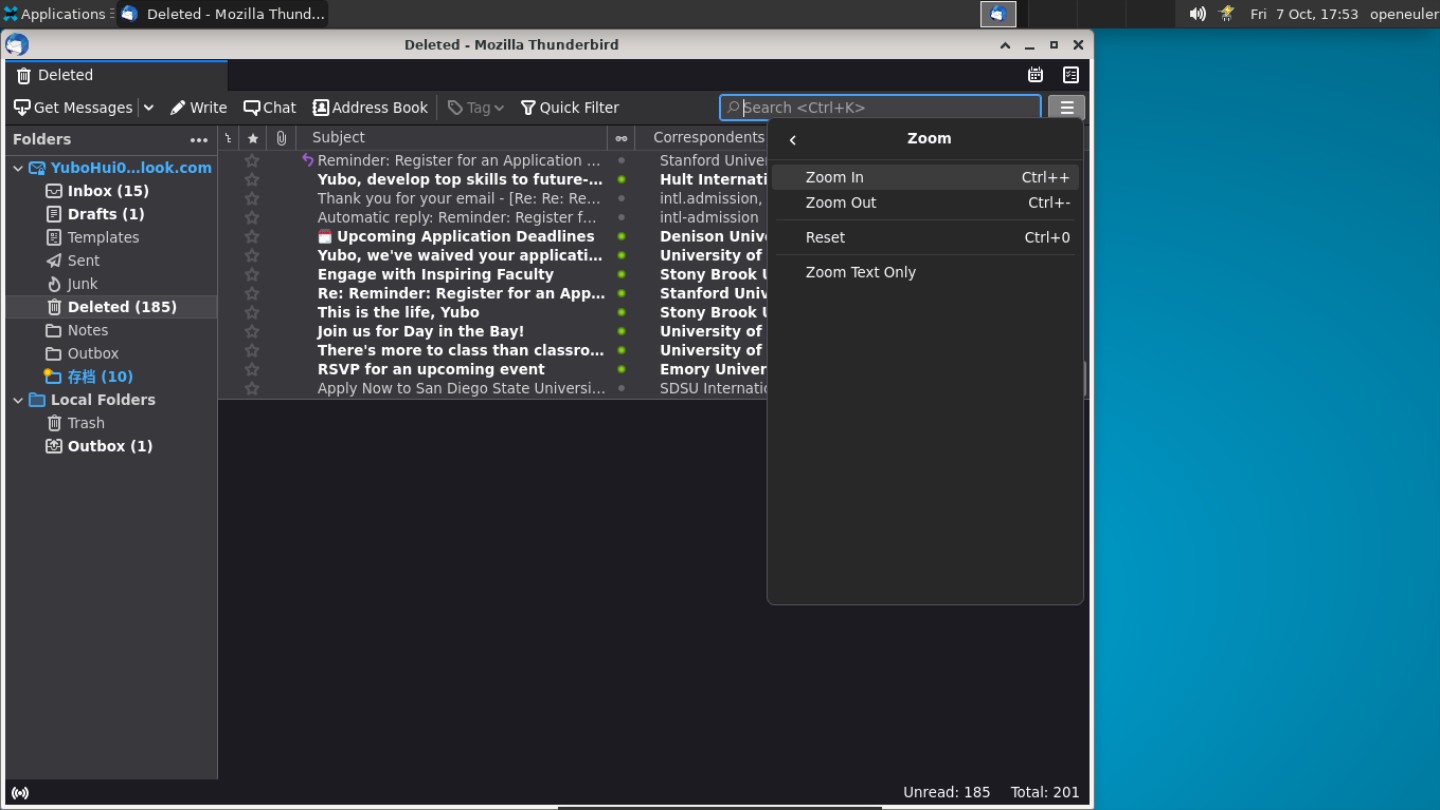 Applications
Deleted - Mozilla Thund...
Fri 7 Oct, 17:53
openeuler
Deleted - Mozilla Thunderbird
Deleted
Get Messages
Write
Chat
Address Book
Tag
Quick Filter
Search <Ctrl+K>
Folders
Subject
Correspondents
YuboHui0...look.com
Inbox (15)
Drafts (1)
Templates
Sent
Junk
Deleted (185)
Notes
Outbox
存档 (10)
Local Folders
Trash
Outbox (1)
Reminder: Register for an Application ... Stanford Unive
Yubo, develop top skills to future-... Hult Internati
Thank you for your email - [Re: Re: Re... intl.admission,
Automatic reply: Reminder: Register f... intl-admission
Upcoming Application Deadlines Denison Univ
Yubo, we've waived your applicati... University of
Engage with Inspiring Faculty Stony Brook U
Re: Reminder: Register for an App... Stanford Univ
This is the life, Yubo Stony Brook U
Join us for Day in the Bay! University of
There's more to class than classro... University of
RSVP for an upcoming event Emory Univer
Apply Now to San Diego State Universi... SDSU Internatio
Zoom
Zoom In Ctrl++
Zoom Out Ctrl+-
Reset Ctrl+0
Zoom Text Only
Unread: 185 Total: 201